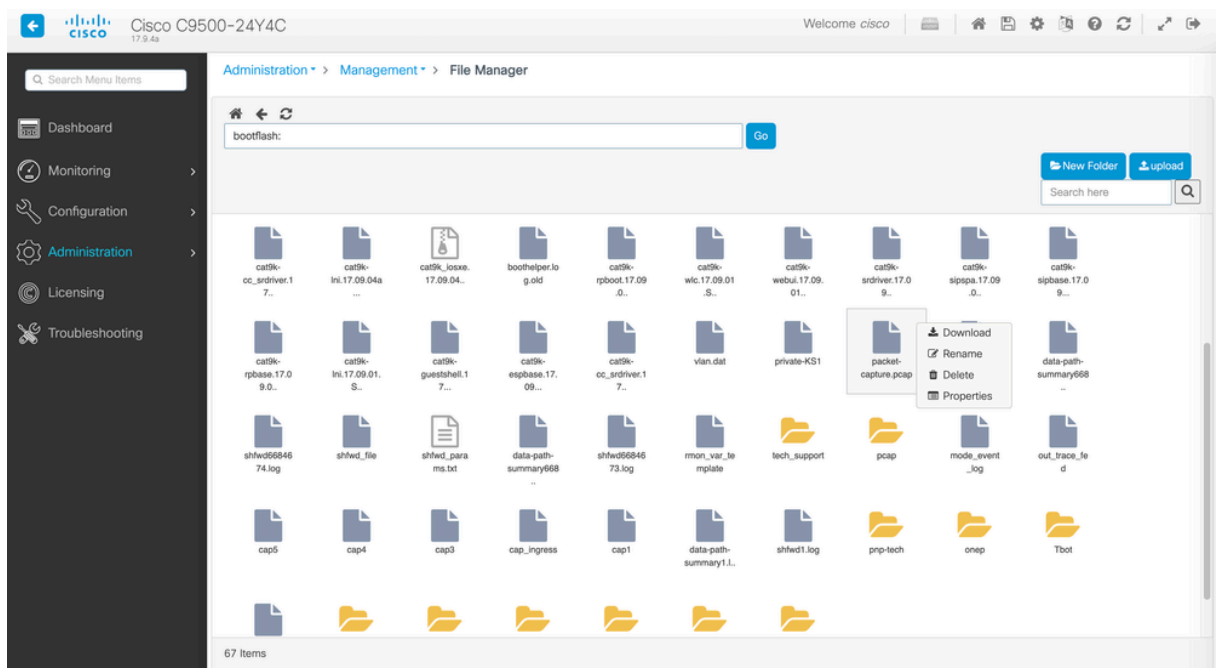 cisco
Cisco C9500-24Y4C
17.9.4a
Welcome cisco
Search Menu Items
Dashboard
Monitoring
Configuration
Administration
Licensing
Troubleshooting
Administration > Management > File Manager
bootflash:
Go
New Folder
upload
Search here
cat9k-
cc_srdriver.1
7..
cat9k-
lni.17.09.04a
...
cat9k_iosxe.
17.09.04..
boothelper.lo
g.old
cat9k-
rpboot.17.09
.0..
cat9k-
wlc.17.09.01
.S..
cat9k-
webui.17.09.
01..
cat9k-
srdriver.17.0
9...
cat9k-
sipspa.17.09
.0..
cat9k-
sipbase.17.0
9...
cat9k-
rpbase.17.0
9.0..
cat9k-
lni.17.09.01.
S..
cat9k-
guestshell.1
7...
cat9k-
espbase.17.
09...
cat9k-
cc_srdriver.1
7..
vlan.dat
private-KS1
packet-
capture.pcap
Download
Rename
Delete
Properties
data-path-
summary668
..
shfwd66846
74.log
shfwd_file
shfwd_para
ms.txt
data-path-
summary668
..
shfwd66846
73.log
rmon_var_te
mplate
tech_support
pcap
mode_event
_log
out_trace_fe
d
cap5
cap4
cap3
cap_ingress
cap1
data-path-
summary1.l..
shfwd1.log
pnp-tech
onep
Tbot
67 Items